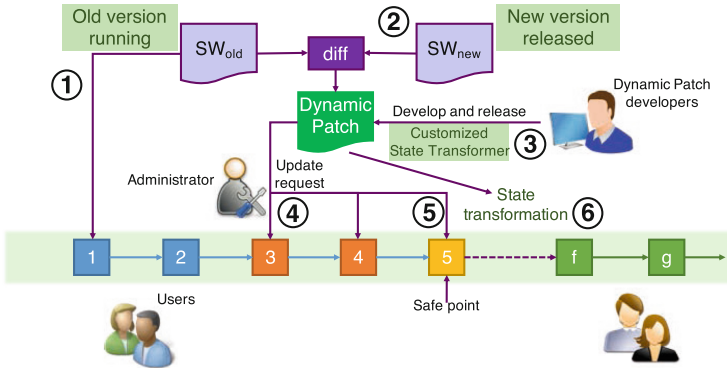 Old version
running
1
SWold
diff
2
SWnew
New version
released
Dynamic
Patch
Develop and release
Customized
State Transformer
3
Dynamic Patch
developers
Administrator
Update
request
4
5
State
transformation
6
1
2
3
4
5
f
g
Users
Safe point